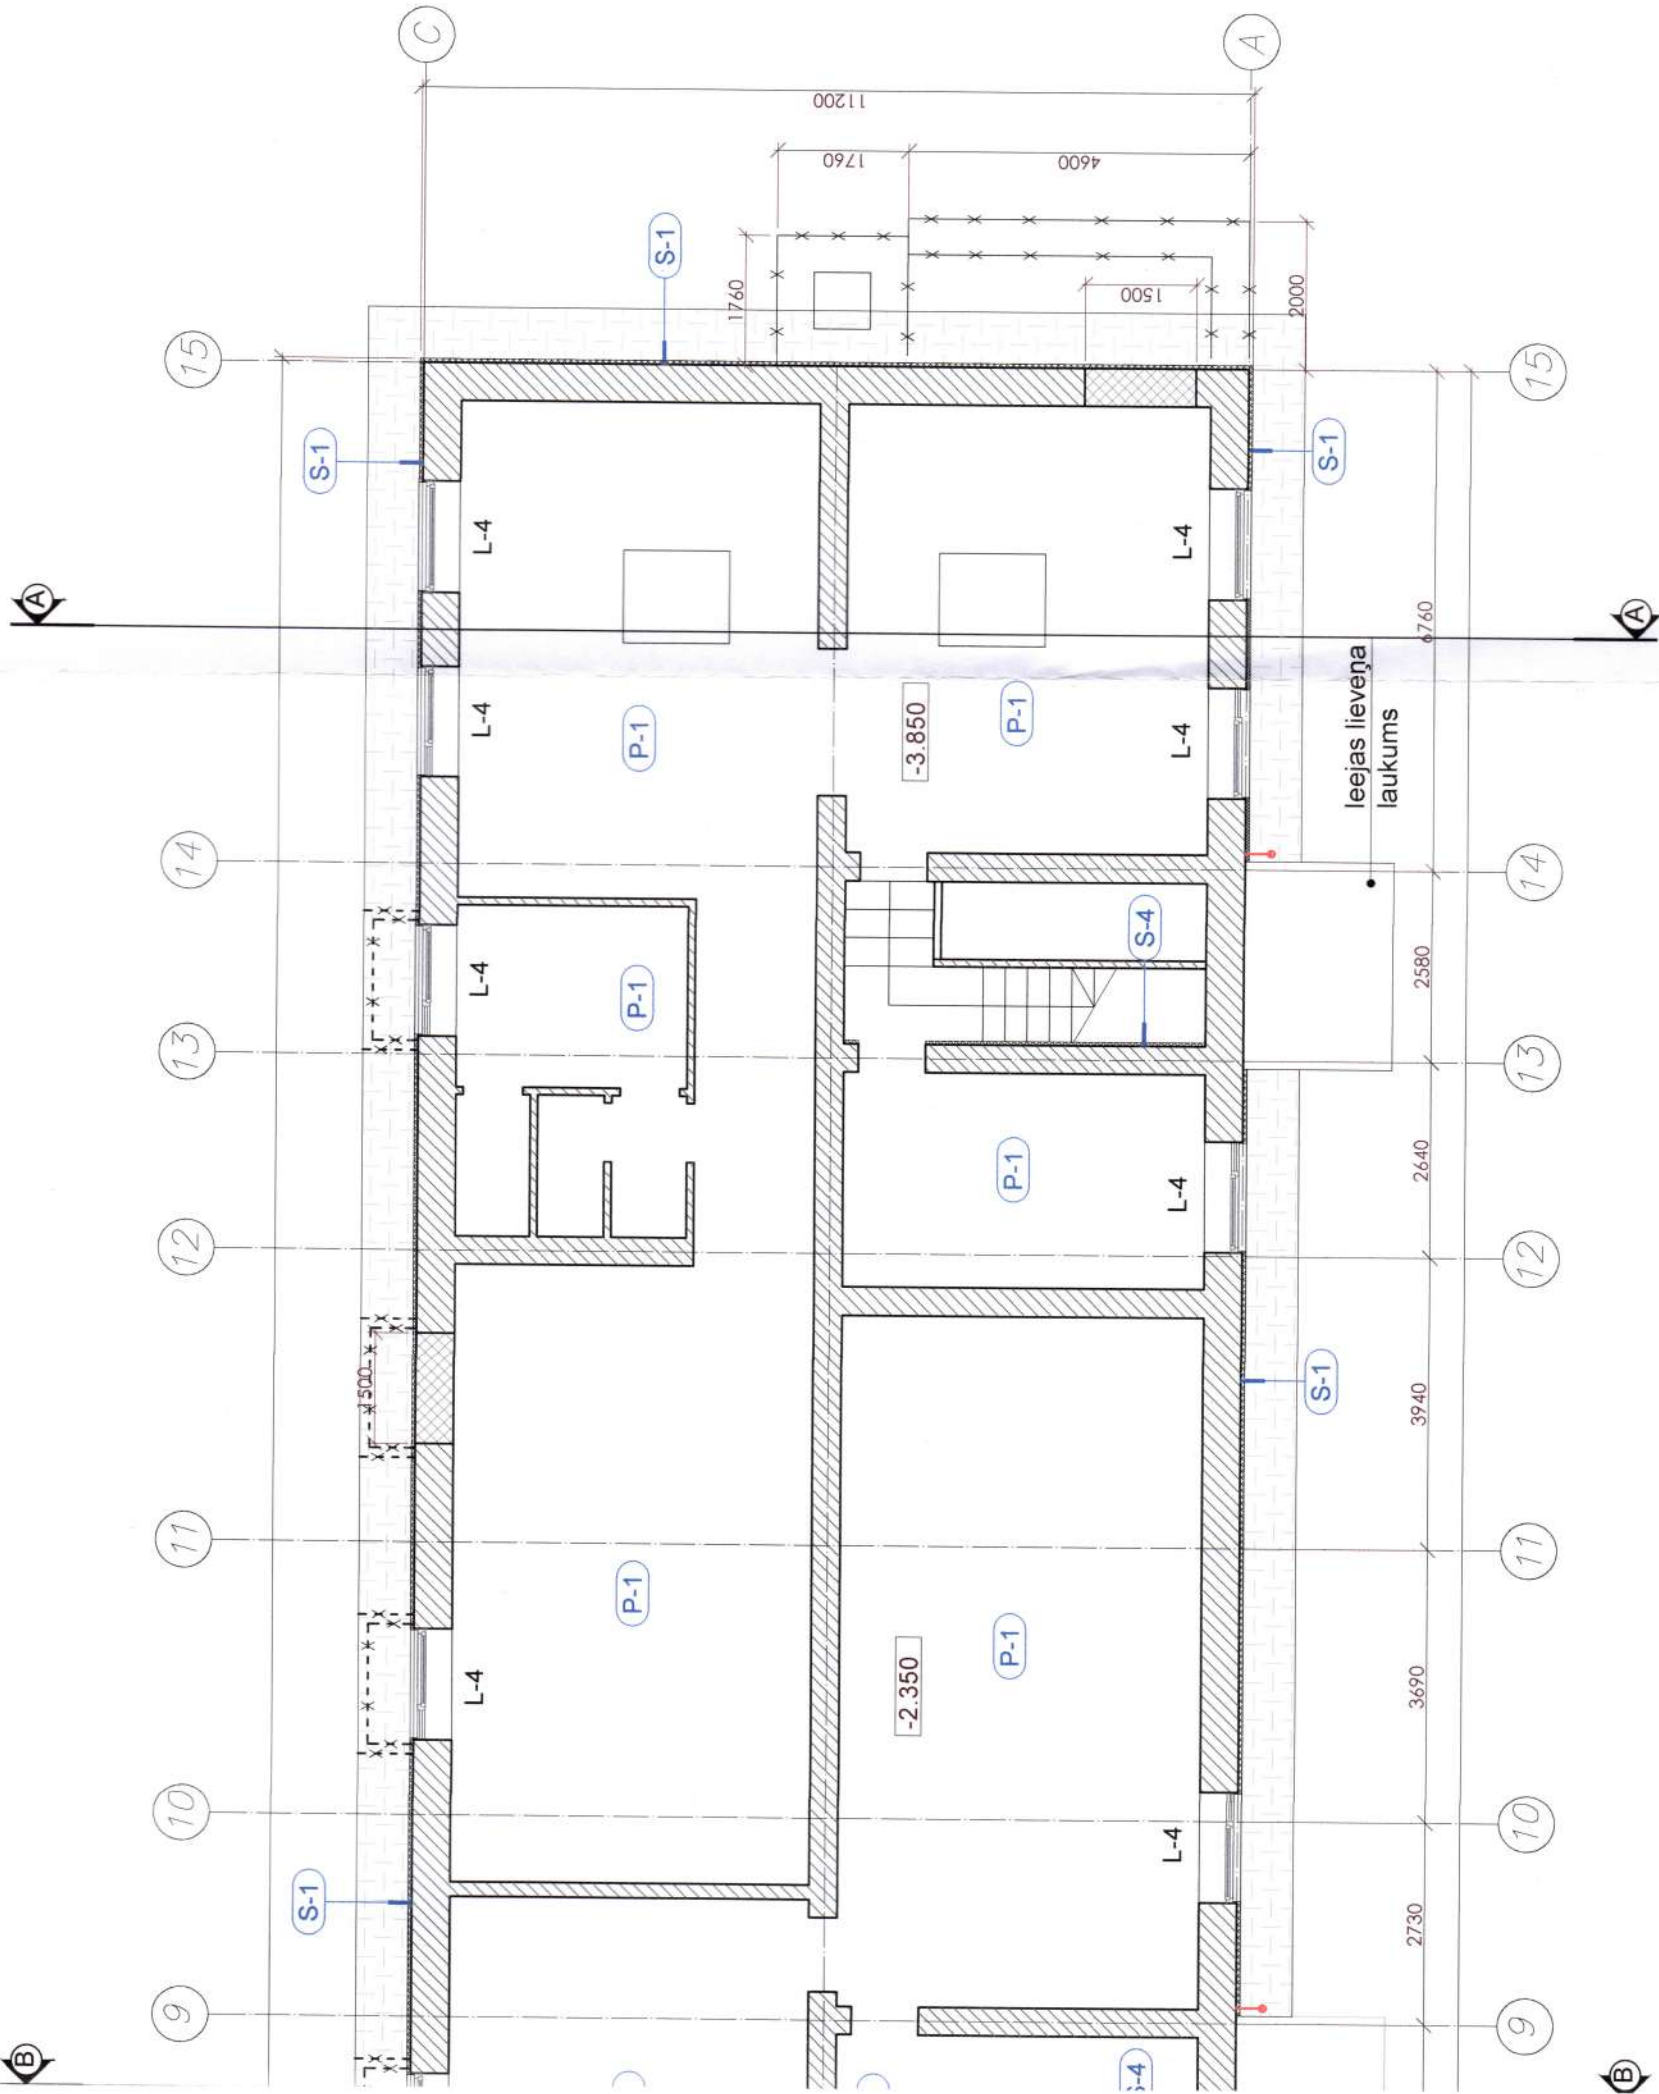 C
A
11200
1760
4600
S-1
1760
1500
2000
15
15
S-1
S-1
L-4
L-4
A
A
6760
Ieejas lieveņa
laukums
L-4
P-1
-3.850
P-1
L-4
14
14
L-4
P-1
S-4
2580
13
13
P-1
L-4
2640
12
12
1500
S-1
3940
11
11
P-1
P-1
L-4
-2.350
3690
10
10
L-4
S-1
2730
9
9
B
B